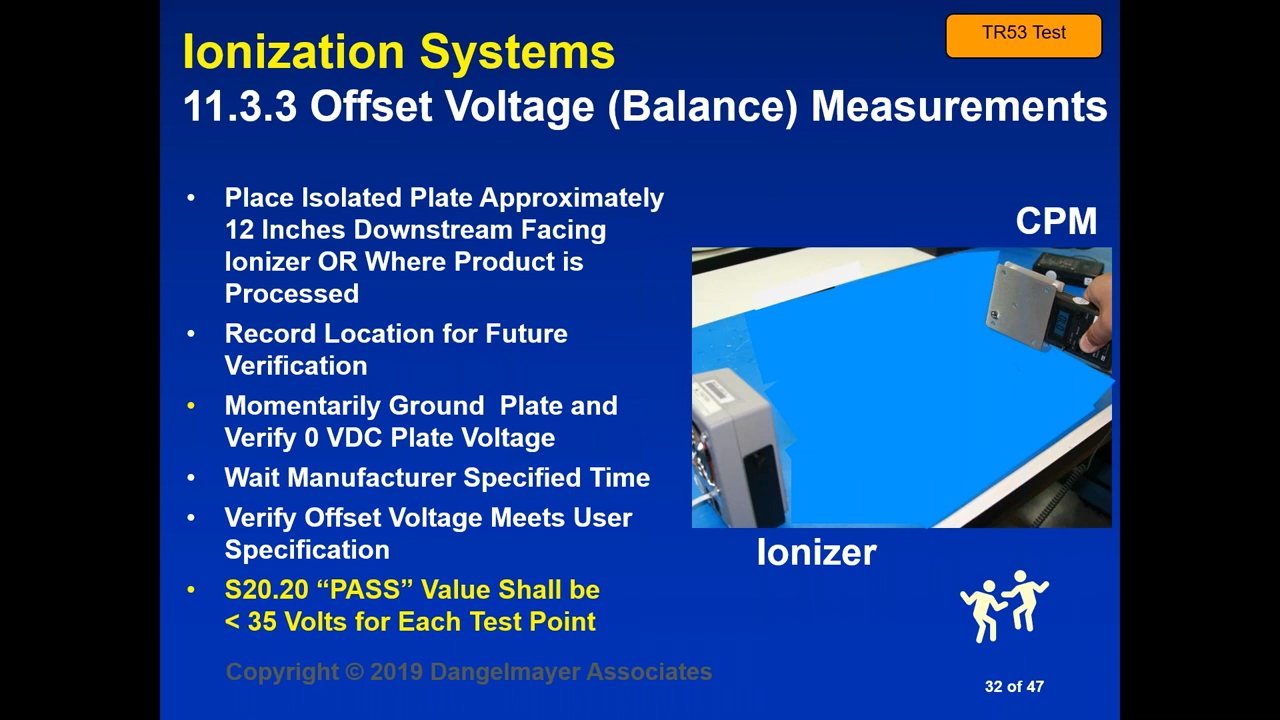 TR53 Test
Ionization Systems
11.3.3 Offset Voltage (Balance) Measurements
• Place Isolated Plate Approximately
12 Inches Downstream Facing
Ionizer OR Where Product is
Processed
• Record Location for Future
Verification
• Momentarily Ground Plate and
Verify 0 VDC Plate Voltage
• Wait Manufacturer Specified Time
• Verify Offset Voltage Meets User
Specification
• S20.20 “PASS” Value Shall be
< 35 Volts for Each Test Point
CPM
Ionizer
Copyright © 2019 Dangelmayer Associates
32 of 47